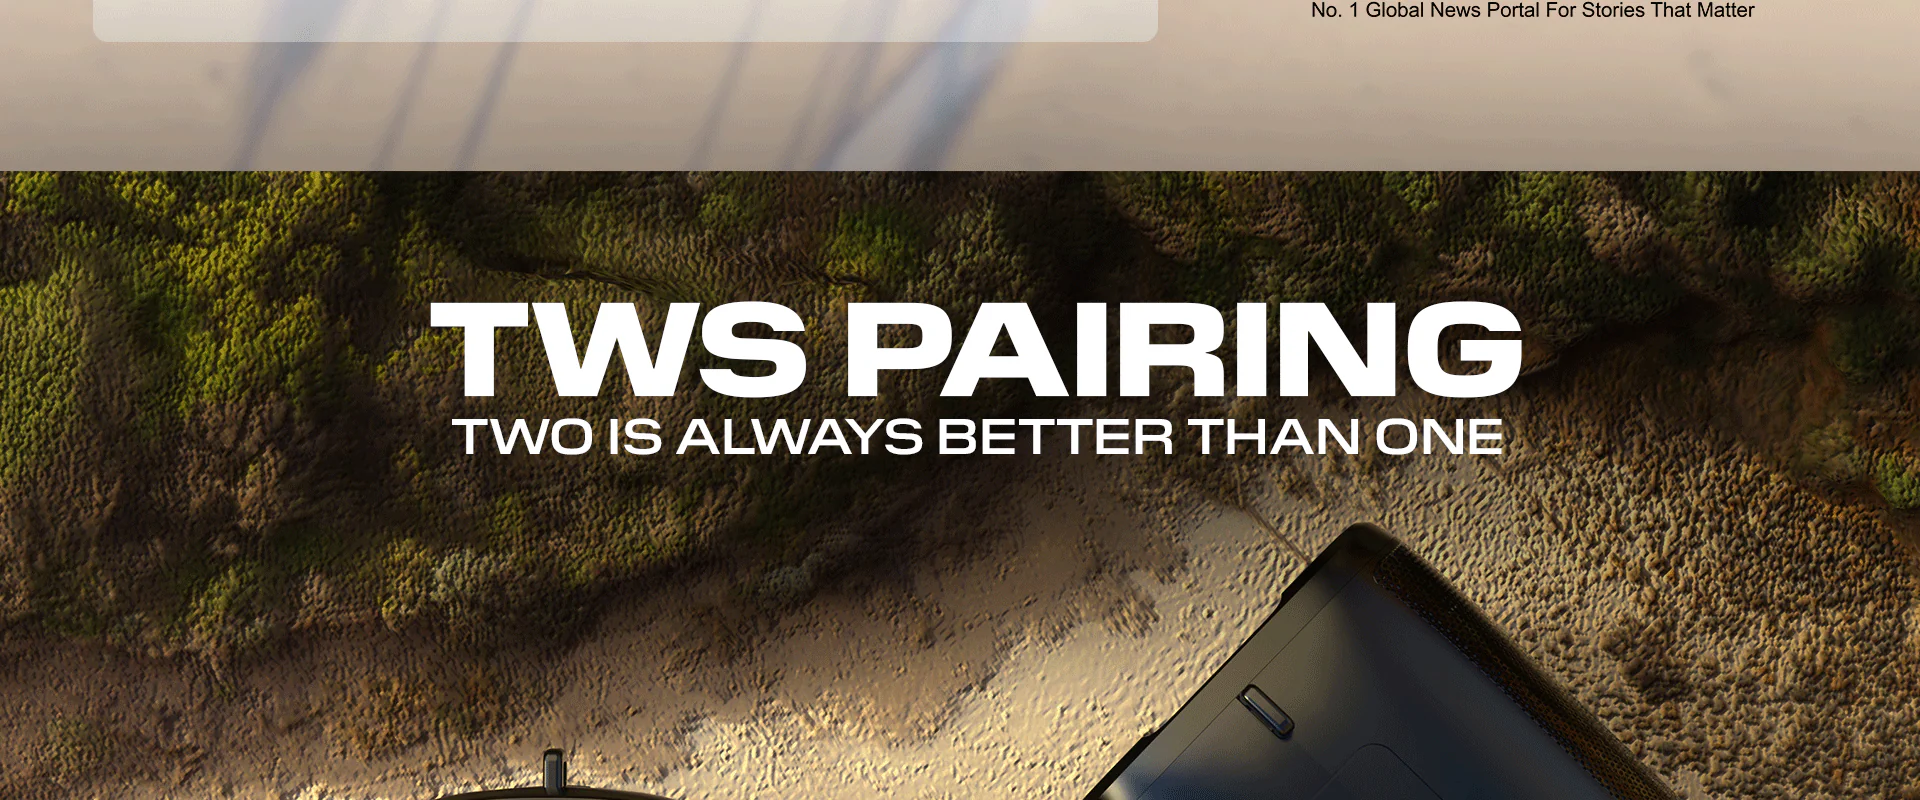 No. 1 Global News Portal For Stories That Matter
TWS PAIRING
TWO IS ALWAYS BETTER THAN ONE